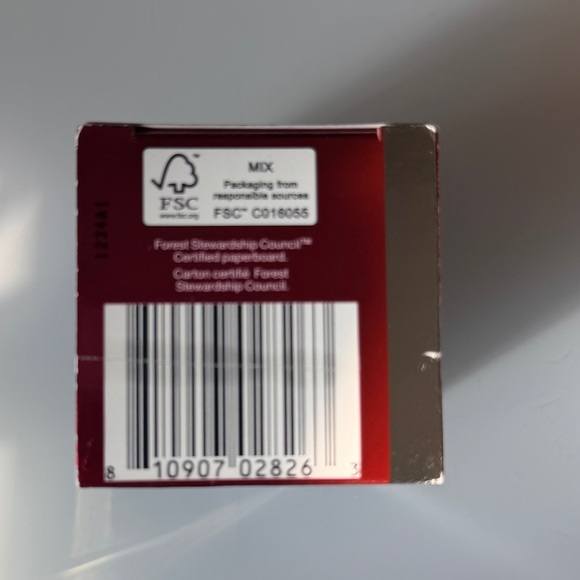 MIX
Packaging from
responsible sources
FSC™ C016055
FSC
www.fsc.org
Forest Stewardship Council™
Certified paperboard.
Carton certifié Forest
Stewardship Council.
8 10907 02826 3